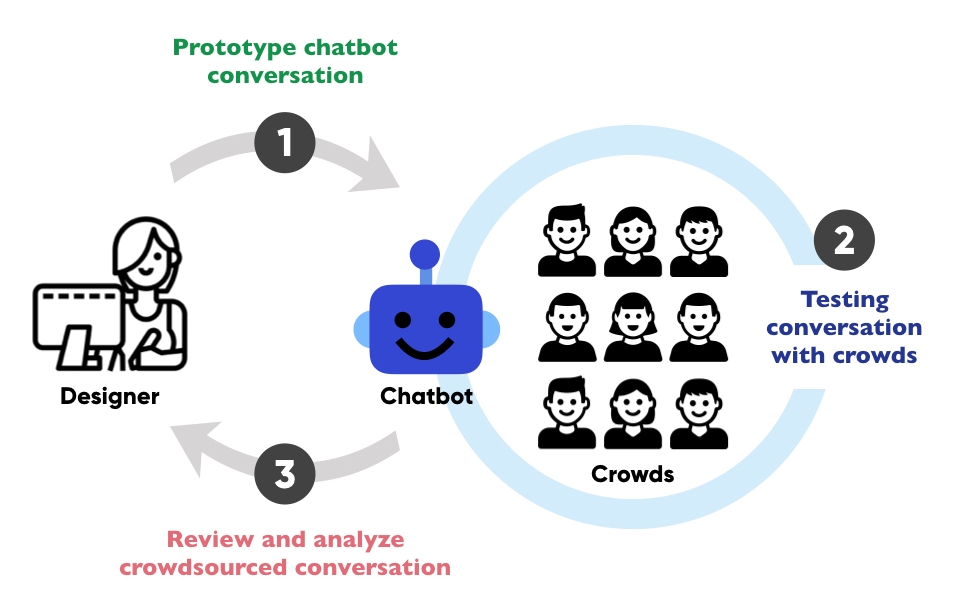 Prototype chatbot
conversation
1
2
Testing
conversation
with crowds
Designer
Chatbot
Crowds
3
Review and analyze
crowdsourced conversation